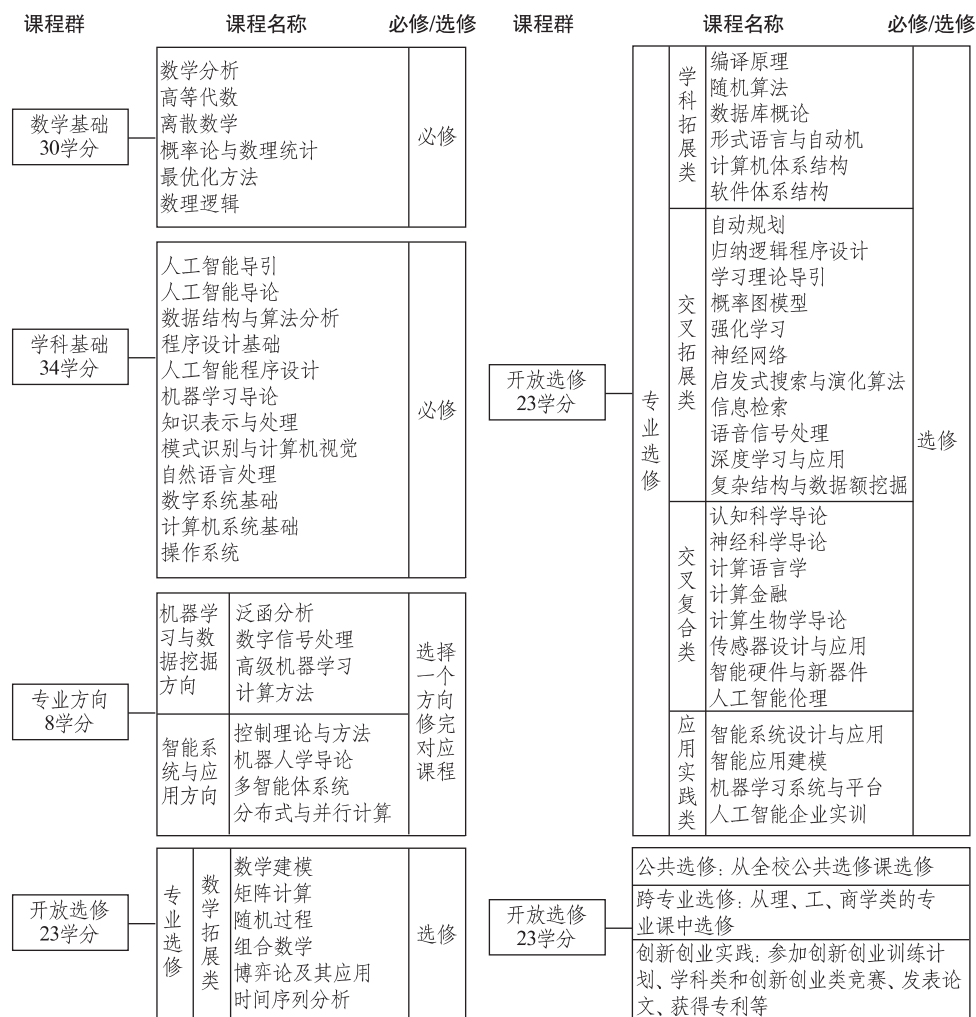 课程群 课程名称 必修/选修
数学基础
30学分
数学分析
高等代数
离散数学
概率论与数理统计
最优化方法
数理逻辑
必修
学科基础
34学分
人工智能导引
人工智能导论
数据结构与算法分析
程序设计基础
人工智能程序设计
机器学习导论
知识表示与处理
模式识别与计算机视觉
自然语言处理
数字系统基础
计算机系统基础
操作系统
必修
专业方向
8学分
机器学
习与数
据挖掘
方向
泛函分析
数字信号处理
高级机器学习
计算方法
智能系
统与应
用方向
控制理论与方法
机器人学导论
多智能体系统
分布式与并行计算
选择
一个
方向
修完
对应
课程
开放选修
23学分
专业选修
数学拓展类
数学建模
矩阵计算
随机过程
组合数学
博弈论及其应用
时间序列分析
选修
课程群 课程名称 必修/选修
开放选修
23学分
专业选修
学科拓展类
编译原理
随机算法
数据库概论
形式语言与自动机
计算机体系结构
软件体系结构
交叉拓展类
自动规划
归纳逻辑程序设计
学习理论导引
概率图模型
强化学习
神经网络
启发式搜索与演化算法
信息检索
语音信号处理
深度学习与应用
复杂结构与数据额挖掘
交叉复合类
认知科学导论
神经科学导论
计算语言学
计算金融
计算生物学导论
传感器设计与应用
智能硬件与新器件
人工智能伦理
应用实践类
智能系统设计与应用
智能应用建模
机器学习系统与平台
人工智能企业实训
选修
开放选修
23学分
公共选修: 从全校公共选修课选修
跨专业选修: 从理、工、商学类的专
业课中选修
创新创业实践: 参加创新创业训练计
划、学科类和创新创业类竞赛、发表论
文、获得专利等